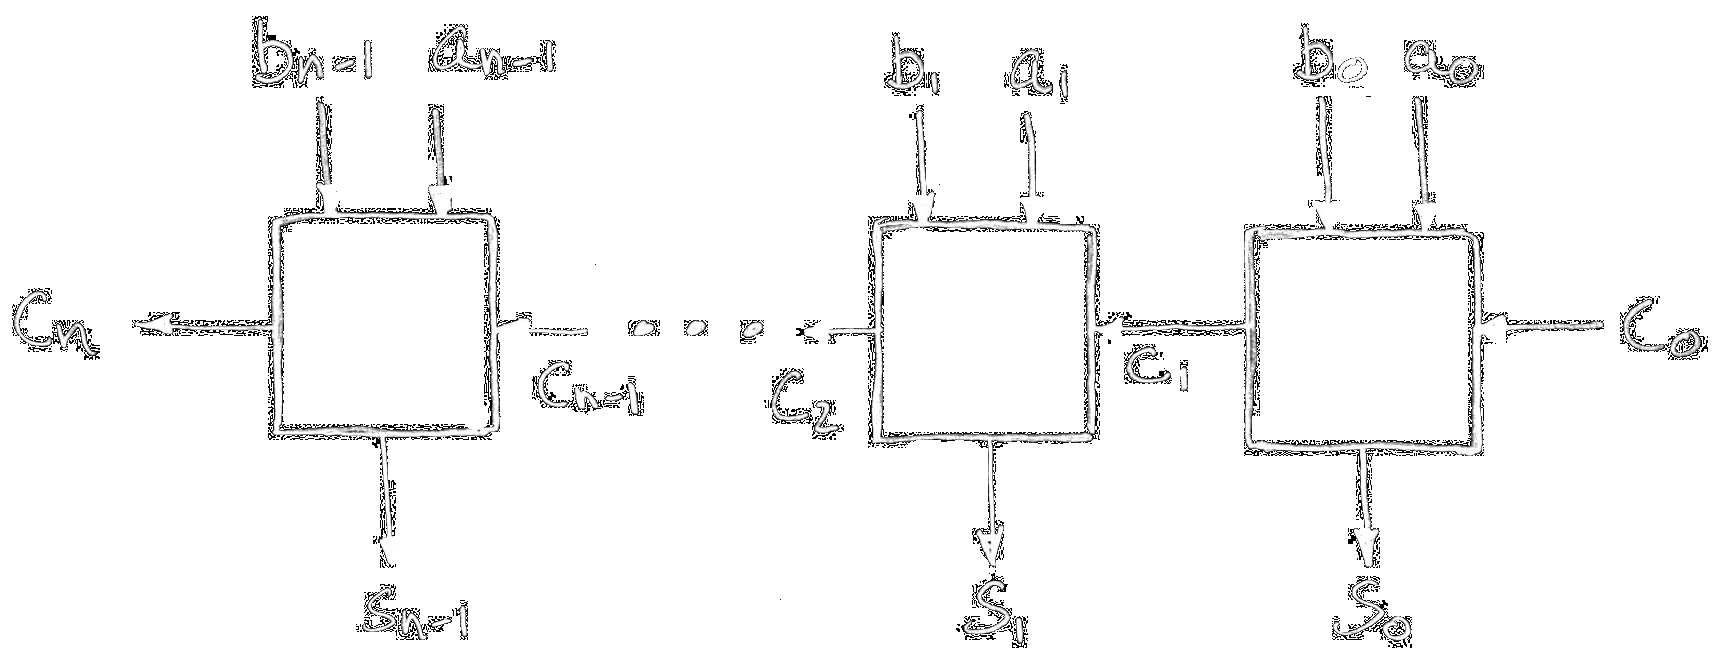 bn-1 an-1 b1 a1 b0 a0
Cn Cn-1 C2 C1 C0
Sn-1 S1 S0